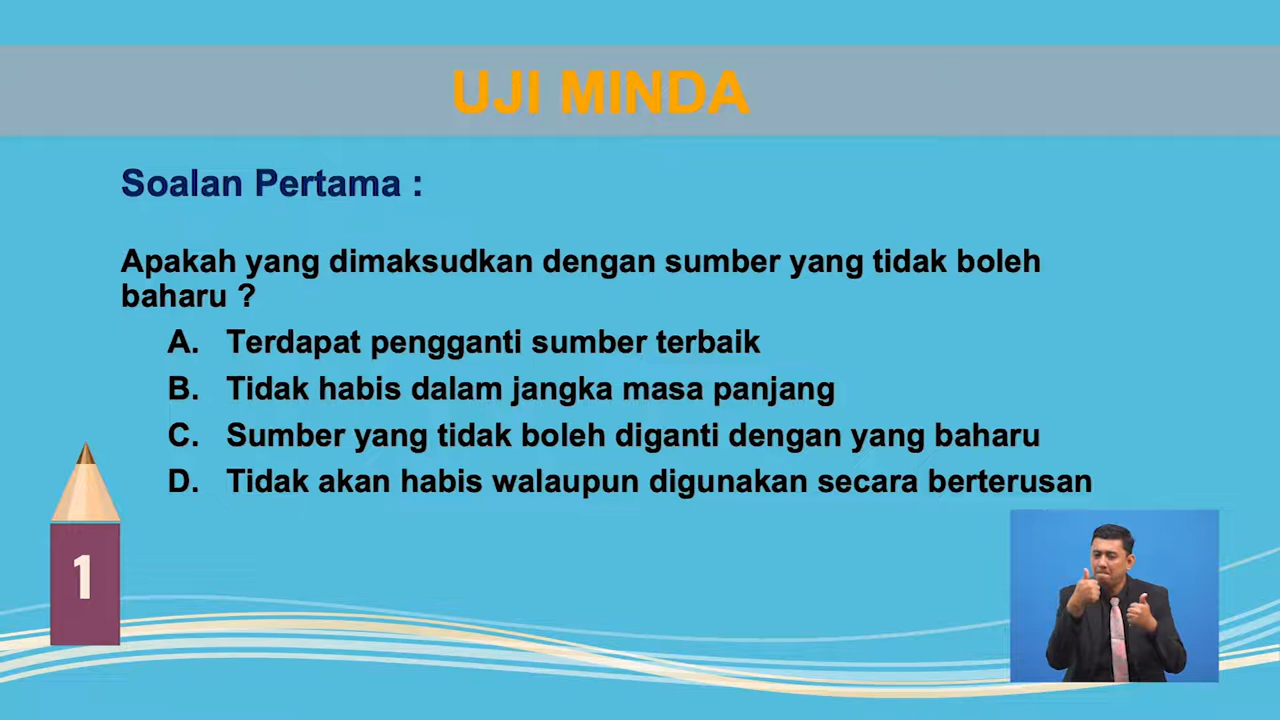 UJI MINDA
Soalan Pertama :
Apakah yang dimaksudkan dengan sumber yang tidak boleh
baharu ?
A. Terdapat pengganti sumber terbaik
B. Tidak habis dalam jangka masa panjang
C. Sumber yang tidak boleh diganti dengan yang baharu
D. Tidak akan habis walaupun digunakan secara berterusan
1